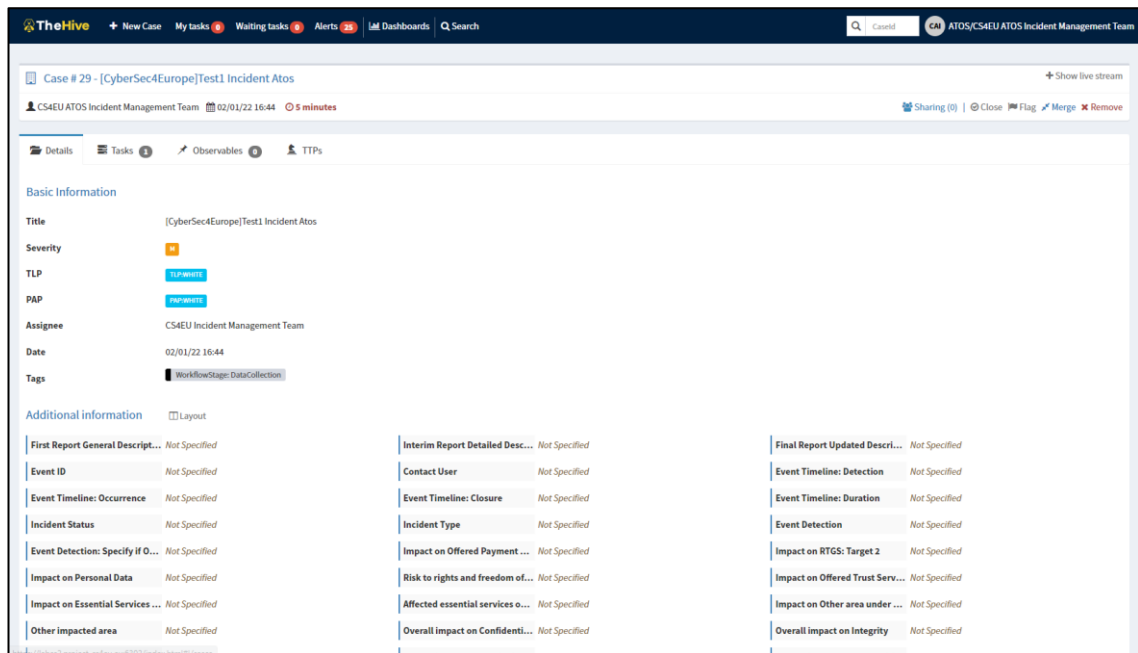 TheHive + New Case My tasks 0 Waiting tasks 0 Alerts 25 Dashboards Search CaseId CAI ATOS/CS4EU ATOS Incident Management Team
Case # 29 - [CyberSec4Europe]Test1 Incident Atos + Show live stream
CS4EU ATOS Incident Management Team 02/01/22 16:44 5 minutes Sharing (0) | Close Flag Merge Remove
Details Tasks 1 Observables 0 TTPs
Basic Information
Title [CyberSec4Europe]Test1 Incident Atos
Severity M
TLP TLP:WHITE
PAP PAP:WHITE
Assignee CS4EU Incident Management Team
Date 02/01/22 16:44
Tags WorkflowStage: DataCollection
Additional information Layout
First Report General Descript... Not Specified Interim Report Detailed Desc... Not Specified Final Report Updated Descri... Not Specified
Event ID Not Specified Contact User Not Specified Event Timeline: Detection Not Specified
Event Timeline: Occurrence Not Specified Event Timeline: Closure Not Specified Event Timeline: Duration Not Specified
Incident Status Not Specified Incident Type Not Specified Event Detection Not Specified
Event Detection: Specify if O... Not Specified Impact on Offered Payment ... Not Specified Impact on RTGS: Target 2 Not Specified
Impact on Personal Data Not Specified Risk to rights and freedom of... Not Specified Impact on Offered Trust Serv... Not Specified
Impact on Essential Services ... Not Specified Affected essential services o... Not Specified Impact on Other area under ... Not Specified
Other impacted area Not Specified Overall impact on Confidenti... Not Specified Overall impact on Integrity Not Specified